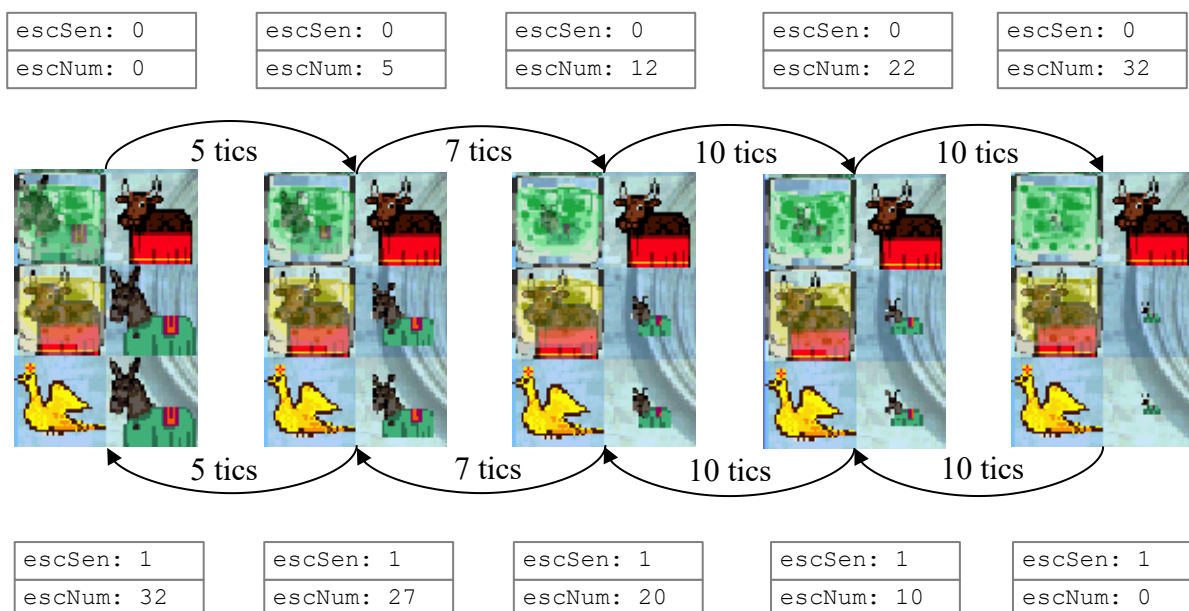 escSen: 0 escSen: 0 escSen: 0 escSen: 0 escSen: 0
escNum: 0 escNum: 5 escNum: 12 escNum: 22 escNum: 32
5 tics 7 tics 10 tics 10 tics
5 tics 7 tics 10 tics 10 tics
escSen: 1 escSen: 1 escSen: 1 escSen: 1 escSen: 1
escNum: 32 escNum: 27 escNum: 20 escNum: 10 escNum: 0